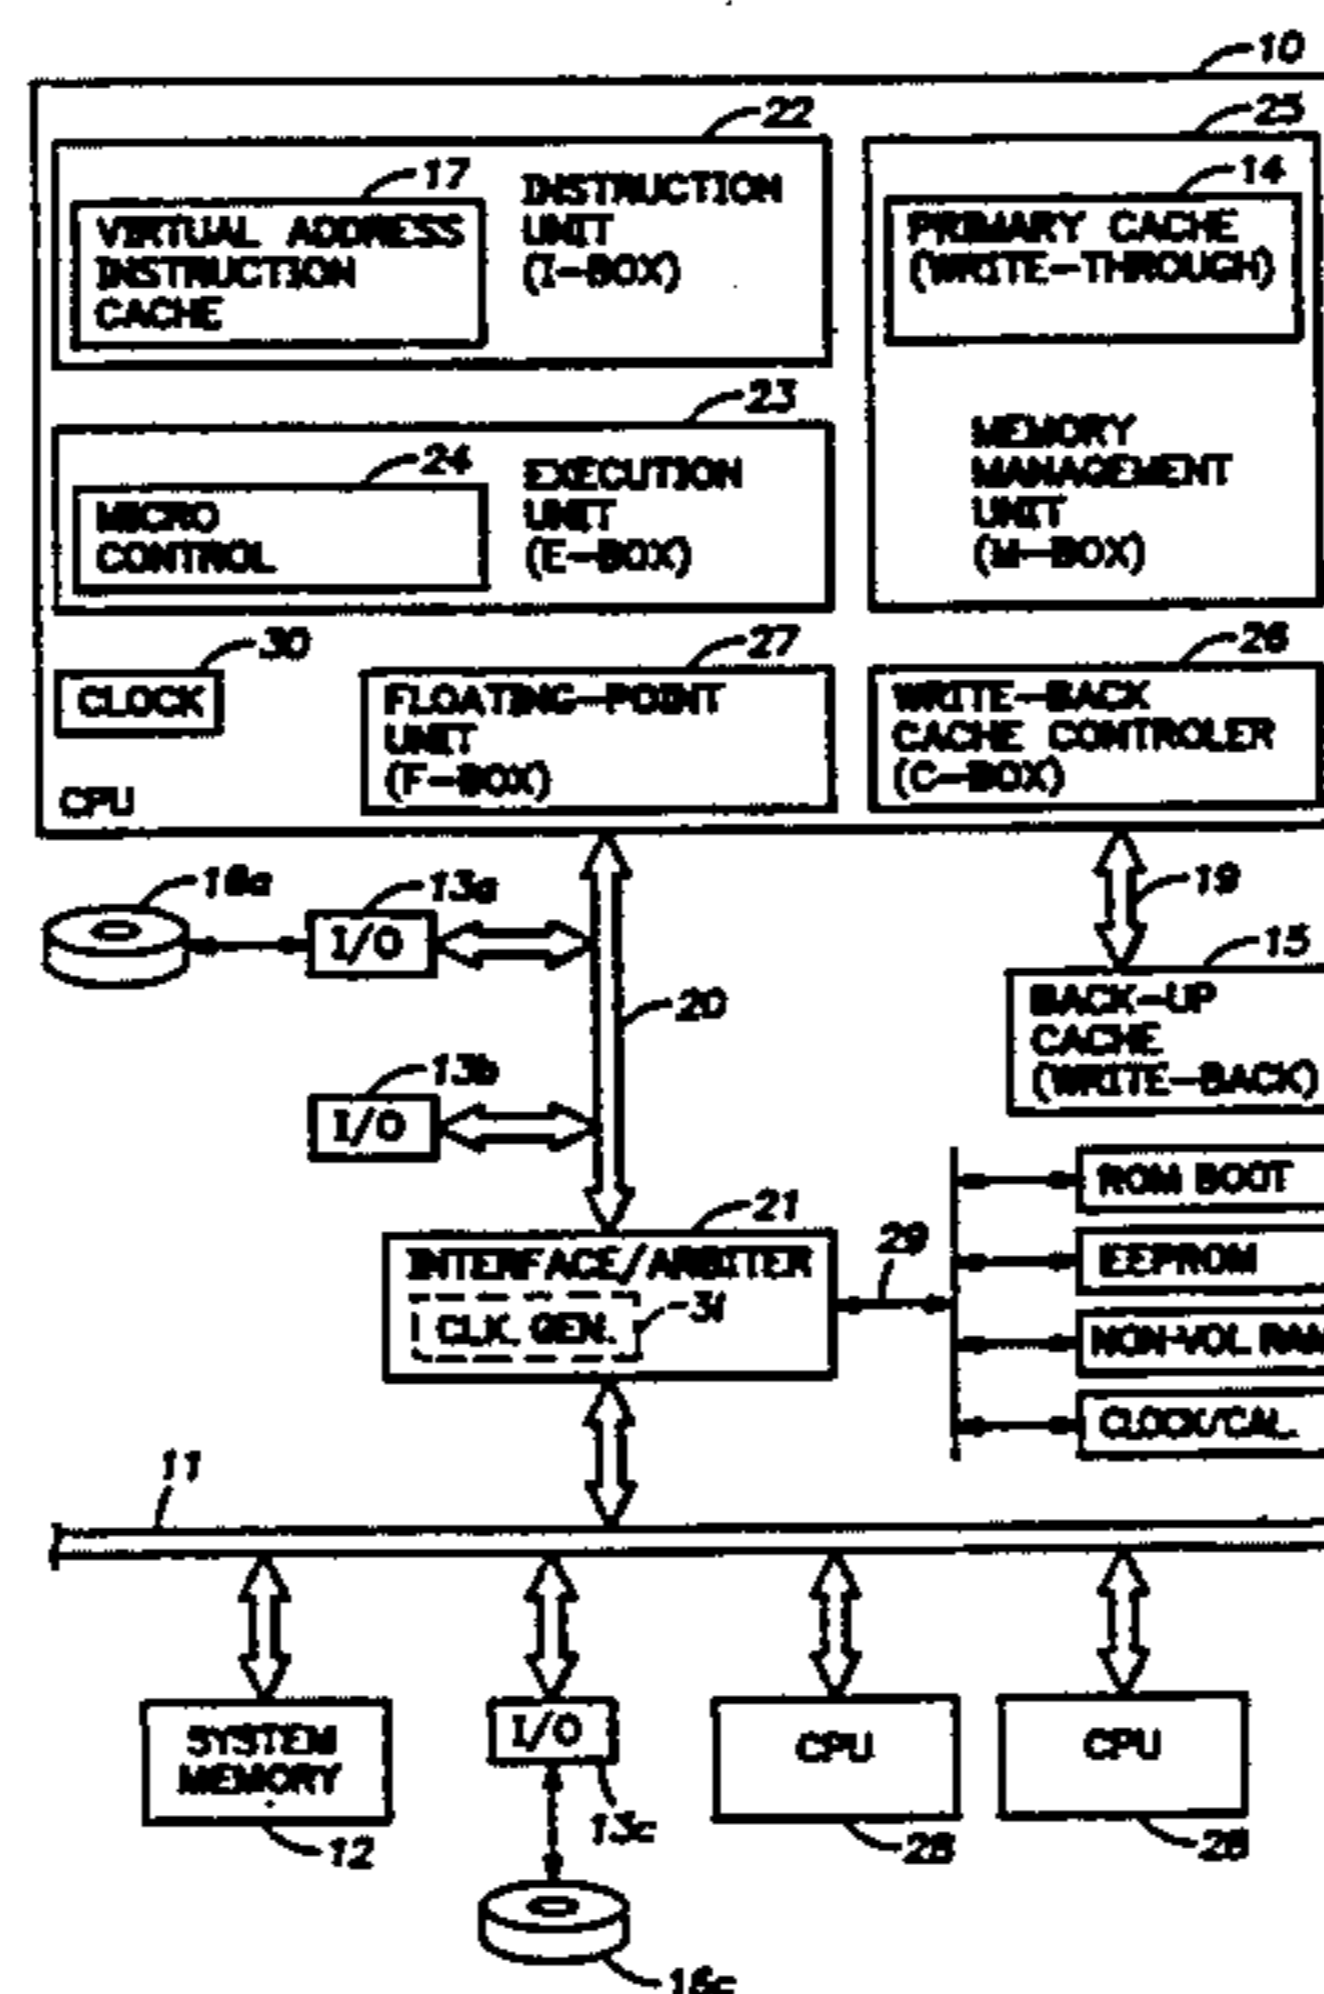 10
22
25
17
14
INSTRUCTION
UNIT
(I-BOX)
VIRTUAL ADDRESS
INSTRUCTION
CACHE
PRIMARY CACHE
(WRITE-THROUGH)
23
24
EXECUTION
UNIT
(E-BOX)
MICRO
CONTROL
MEMORY
MANAGEMENT
UNIT
(M-BOX)
30
27
26
CLOCK
FLOATING-POINT
UNIT
(F-BOX)
WRITE-BACK
CACHE CONTROLER
(C-BOX)
CPU
13a
19
I/O
15
20
BACK-UP
CACHE
(WRITE-BACK)
13b
I/O
ROM BOOT
21
29
INTERFACE/ARBITER
EEPROM
31
CLK. GEN.
NON-VOL RAM
CLOCK/CAL.
11
I/O
SYSTEM
MEMORY
CPU
CPU
13c
12
28
28
16c